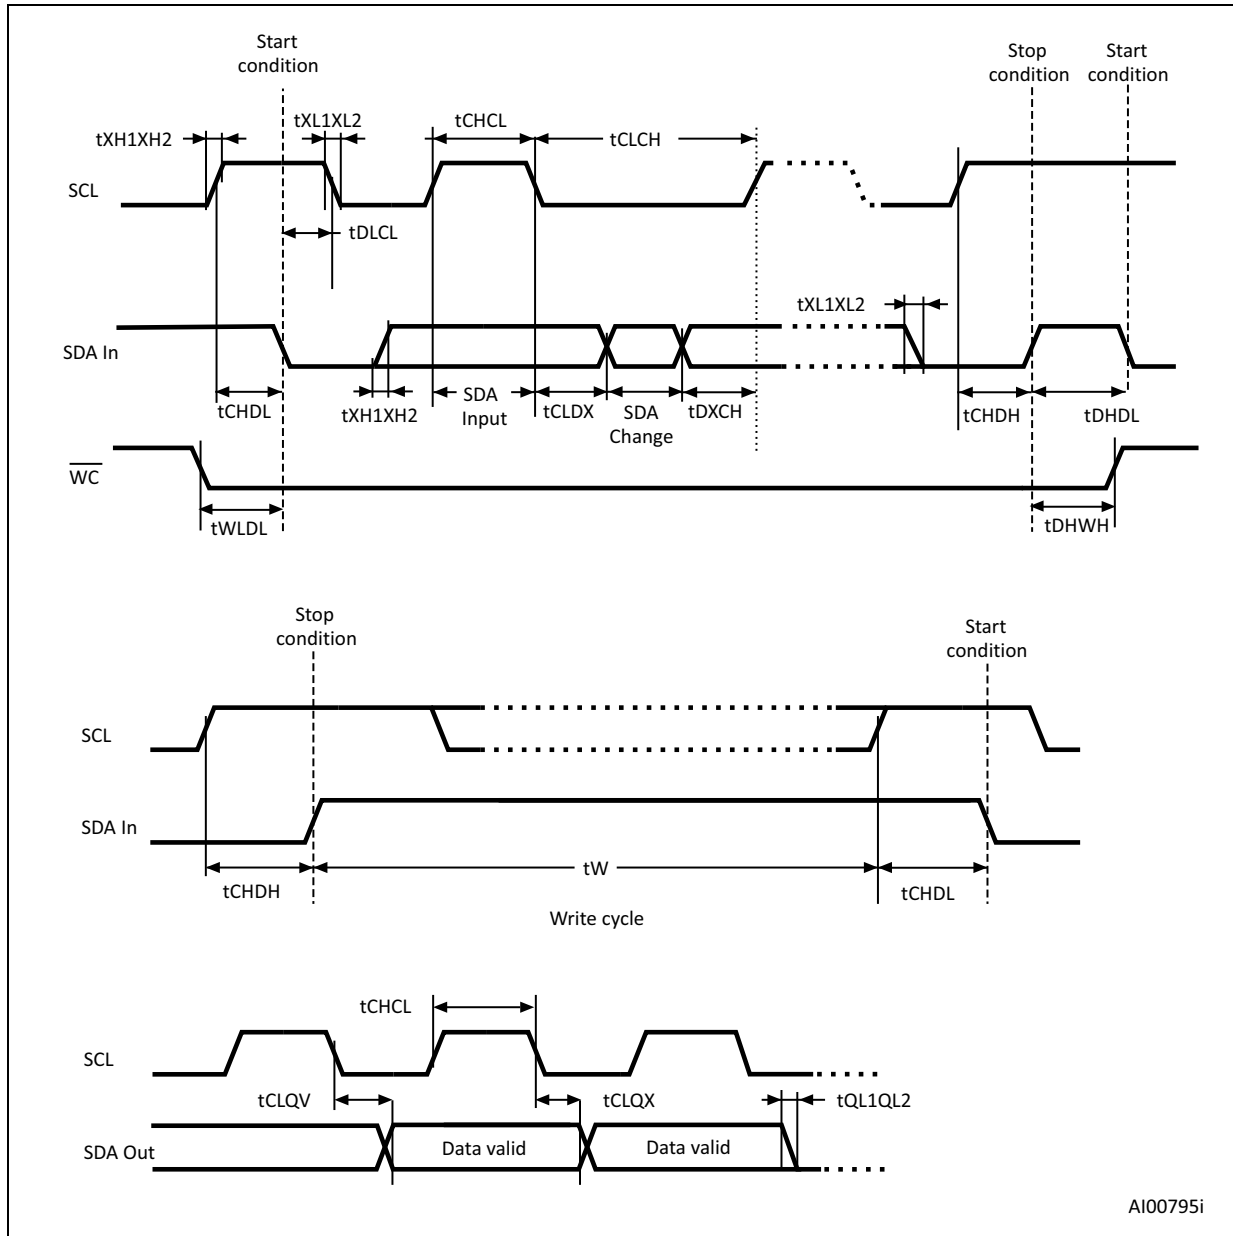 Start
condition
Stop
condition
Start
condition
tXH1XH2
tXL1XL2
tCHCL
tCLCH
SCL
tDLCL
tXL1XL2
SDA In
tCHDL
tXH1XH2
SDA
Input
tCLDX
SDA
Change
tDXCH
tCHDH
tDHDL
WC
tWLDL
tDHWH
Stop
condition
Start
condition
SCL
SDA In
tCHDH
tW
tCHDL
Write cycle
tCHCL
SCL
tCLQV
tCLQX
tQL1QL2
SDA Out
Data valid
Data valid
AI00795i